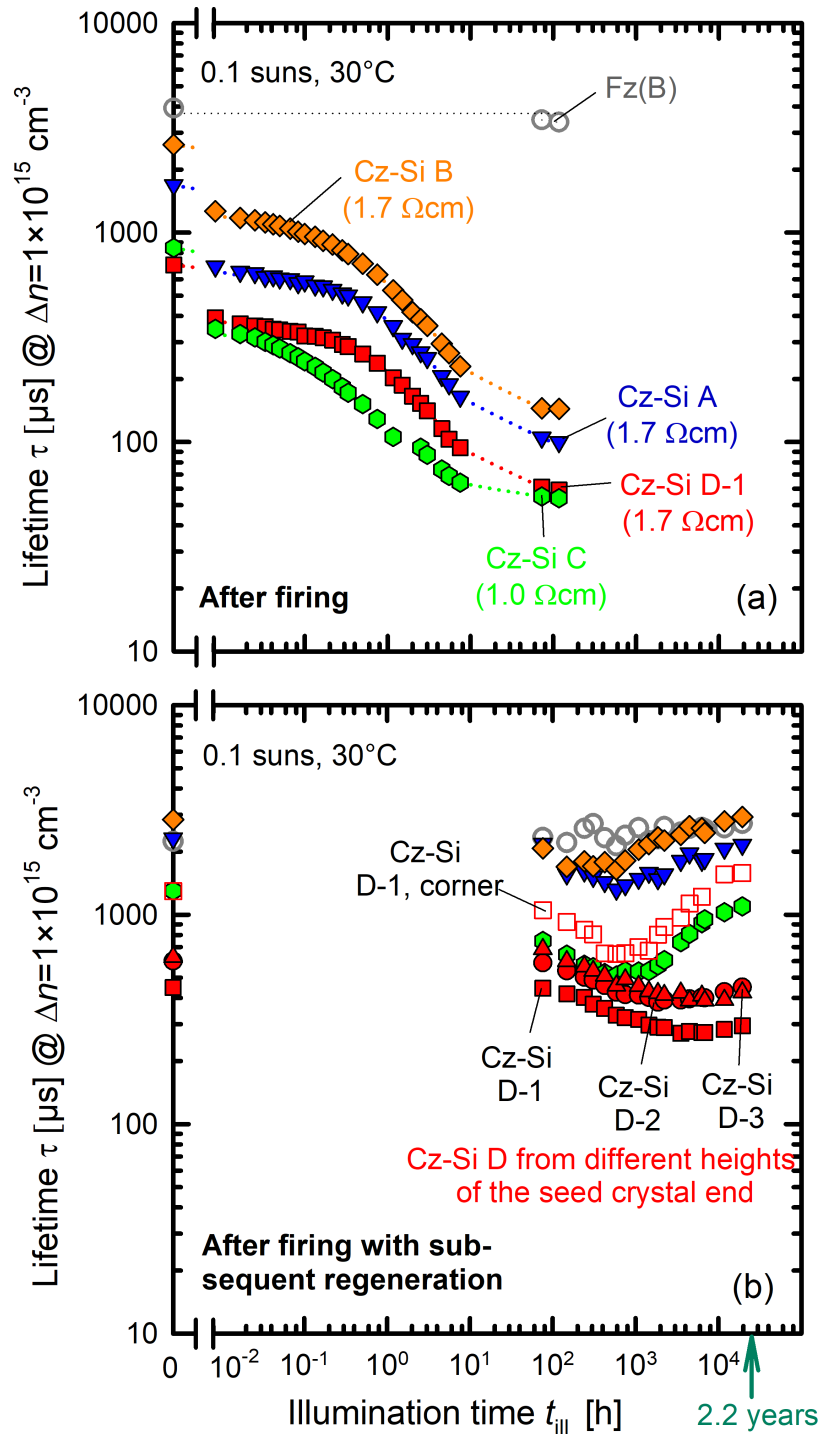 10000
1000
100
10
Lifetime τ [µs] @ Δn=1×10¹⁵ cm⁻³
0.1 suns, 30°C
Fz(B)
Cz-Si B
(1.7 Ωcm)
Cz-Si A
(1.7 Ωcm)
Cz-Si D-1
(1.7 Ωcm)
Cz-Si C
(1.0 Ωcm)
After firing
(a)
10000
1000
100
10
Lifetime τ [µs] @ Δn=1×10¹⁵ cm⁻³
0.1 suns, 30°C
Cz-Si
D-1, corner
Cz-Si
D-1
Cz-Si
D-2
Cz-Si
D-3
Cz-Si D from different heights
of the seed crystal end
After firing with sub-
sequent regeneration
(b)
0 10⁻² 10⁻¹ 10⁰ 10¹ 10² 10³ 10⁴
Illumination time tᵢₗₗ [h]
2.2 years